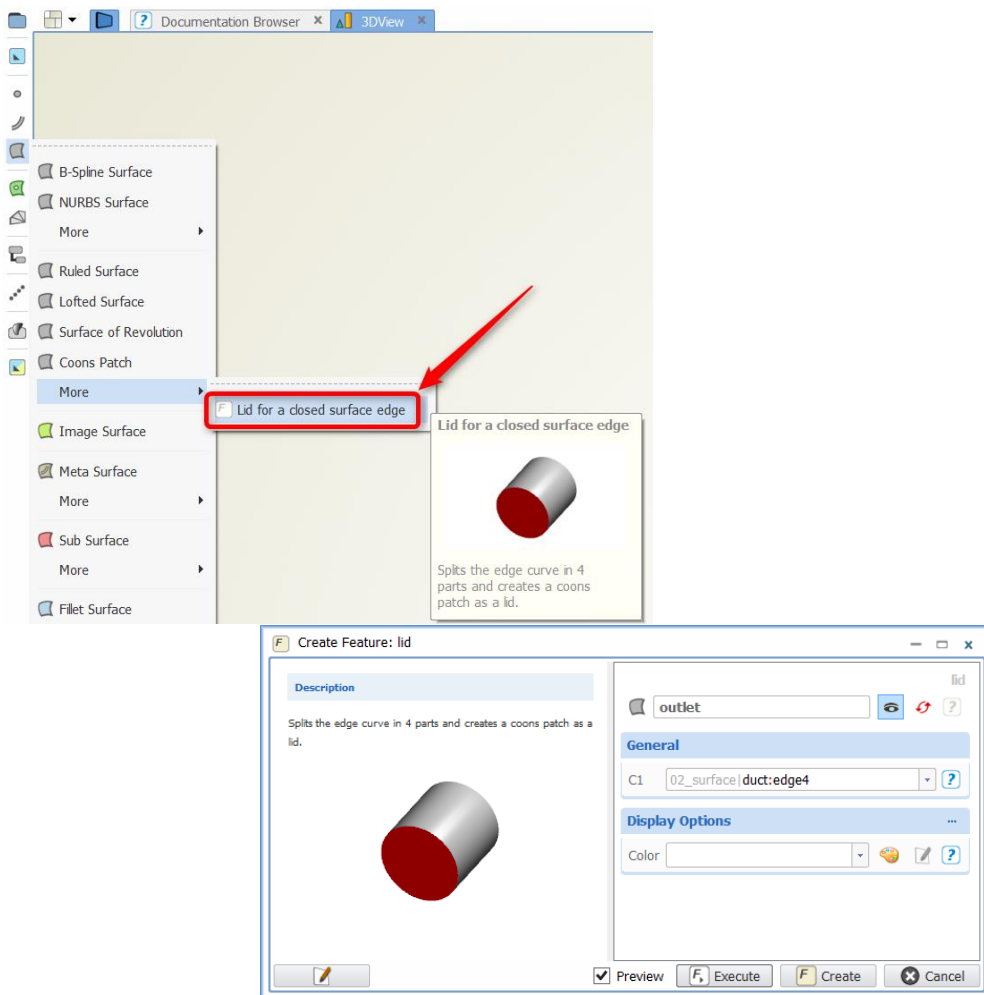 ? Documentation Browser x 3DView x
B-Spline Surface
NURBS Surface
More
Ruled Surface
Lofted Surface
Surface of Revolution
Coons Patch
More
F Lid for a closed surface edge
Image Surface
Meta Surface
More
Sub Surface
More
Fillet Surface
Lid for a closed surface edge
Splits the edge curve in 4
parts and creates a coons
patch as a lid.
F Create Feature: lid
Description
Splits the edge curve in 4 parts and creates a coons patch as a
lid.
lid
outlet ?
General
C1 02_surface|duct:edge4 ?
Display Options ...
Color ?
Preview F Execute F Create Cancel